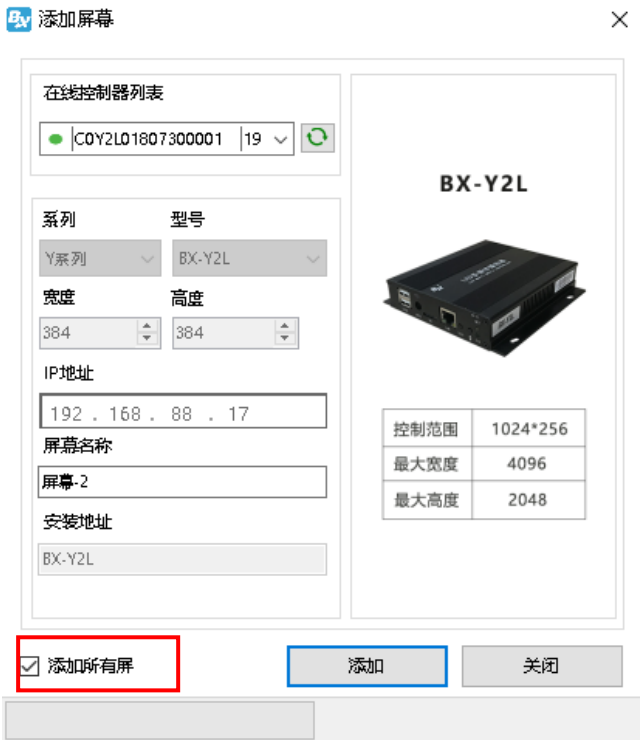 添加屏幕
在线控制器列表
C0Y2L01807300001 19
BX-Y2L
系列 型号
Y系列 BX-Y2L
宽度 高度
384 384
IP地址
192 . 168 . 88 . 17
屏幕名称
屏幕-2
安装地址
BX-Y2L
控制范围 1024*256
最大宽度 4096
最大高度 2048
添加所有屏 添加 关闭